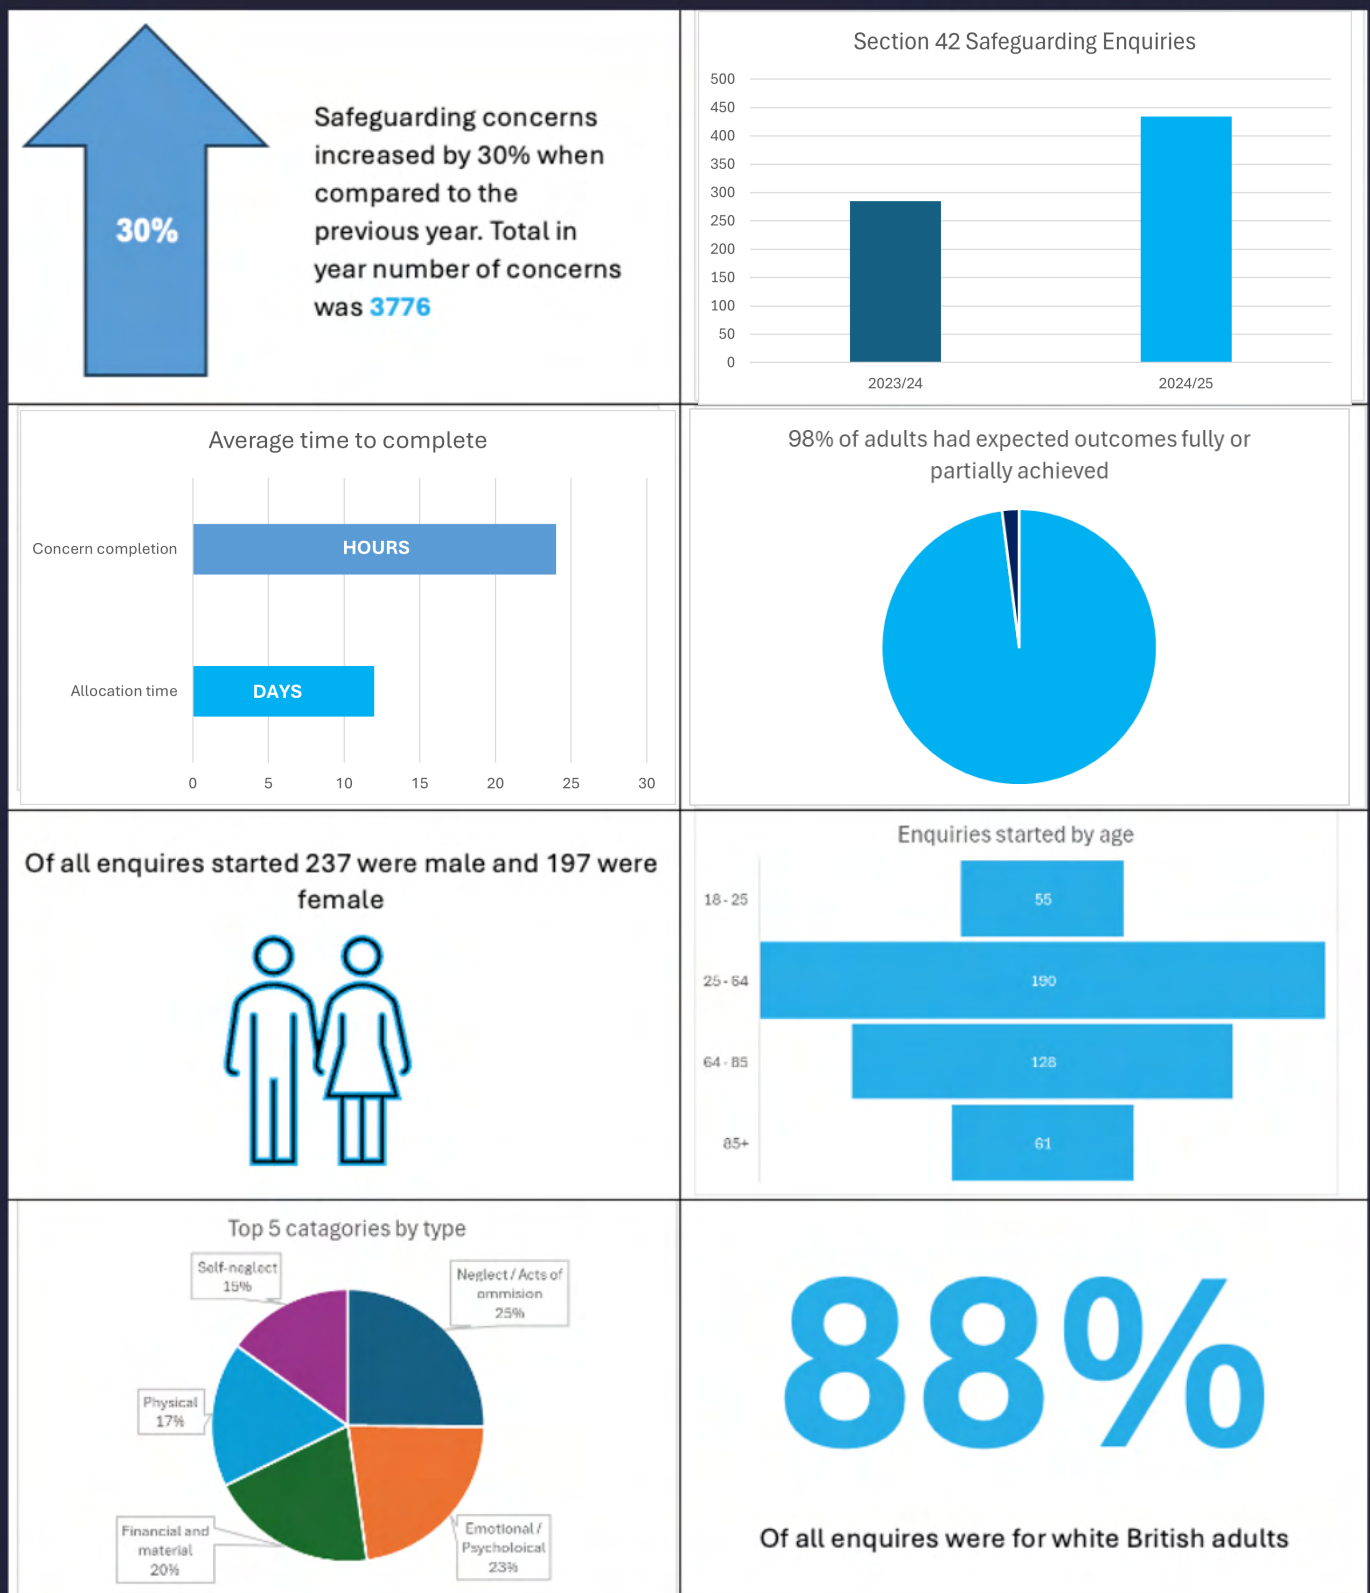 30%
Safeguarding concerns
increased by 30% when
compared to the
previous year. Total in
year number of concerns
was 3776
Section 42 Safeguarding Enquiries
500
450
400
350
300
250
200
150
100
50
0
2023/24
2024/25
Average time to complete
Concern completion
HOURS
Allocation time
DAYS
0 5 10 15 20 25 30
98% of adults had expected outcomes fully or
partially achieved
Of all enquires started 237 were male and 197 were
female
Enquiries started by age
18 - 25
55
25 - 64
190
64 - 85
128
85+
61
Top 5 catagories by type
Self-neglect
15%
Neglect / Acts of
ommision
25%
Physical
17%
Financial and
material
20%
Emotional /
Psycholoical
23%
88%
Of all enquires were for white British adults